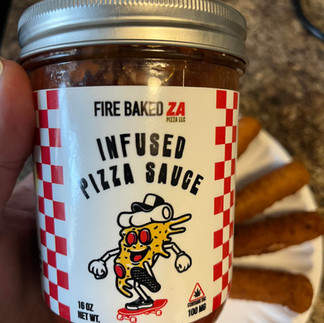 FIRE BAKED ZA
PIZZA LLC
INFUSED
PIZZA SAUCE
16 OZ
NET WT.
100 MG